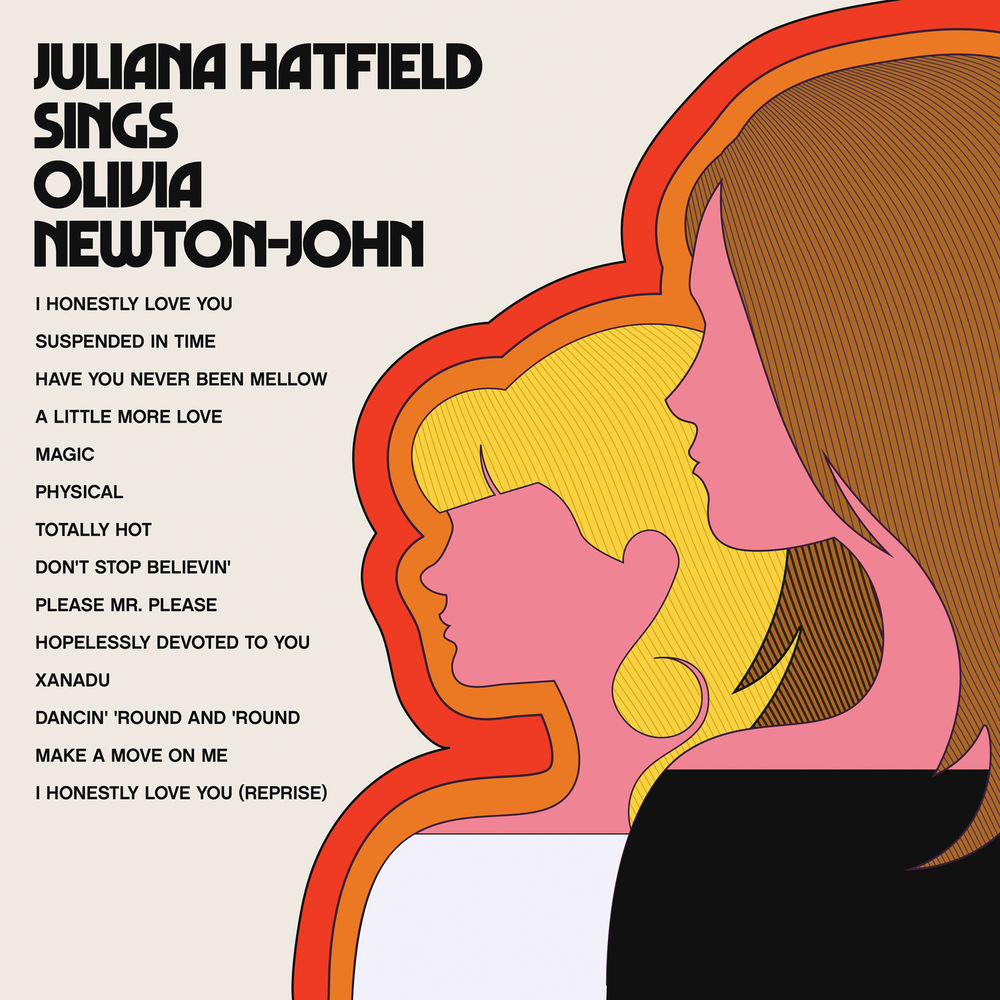 JULIANA HATFIELD
SINGS
OLIVIA
NEWTON-JOHN
I HONESTLY LOVE YOU
SUSPENDED IN TIME
HAVE YOU NEVER BEEN MELLOW
A LITTLE MORE LOVE
MAGIC
PHYSICAL
TOTALLY HOT
DON'T STOP BELIEVIN'
PLEASE MR. PLEASE
HOPELESSLY DEVOTED TO YOU
XANADU
DANCIN' 'ROUND AND 'ROUND
MAKE A MOVE ON ME
I HONESTLY LOVE YOU (REPRISE)